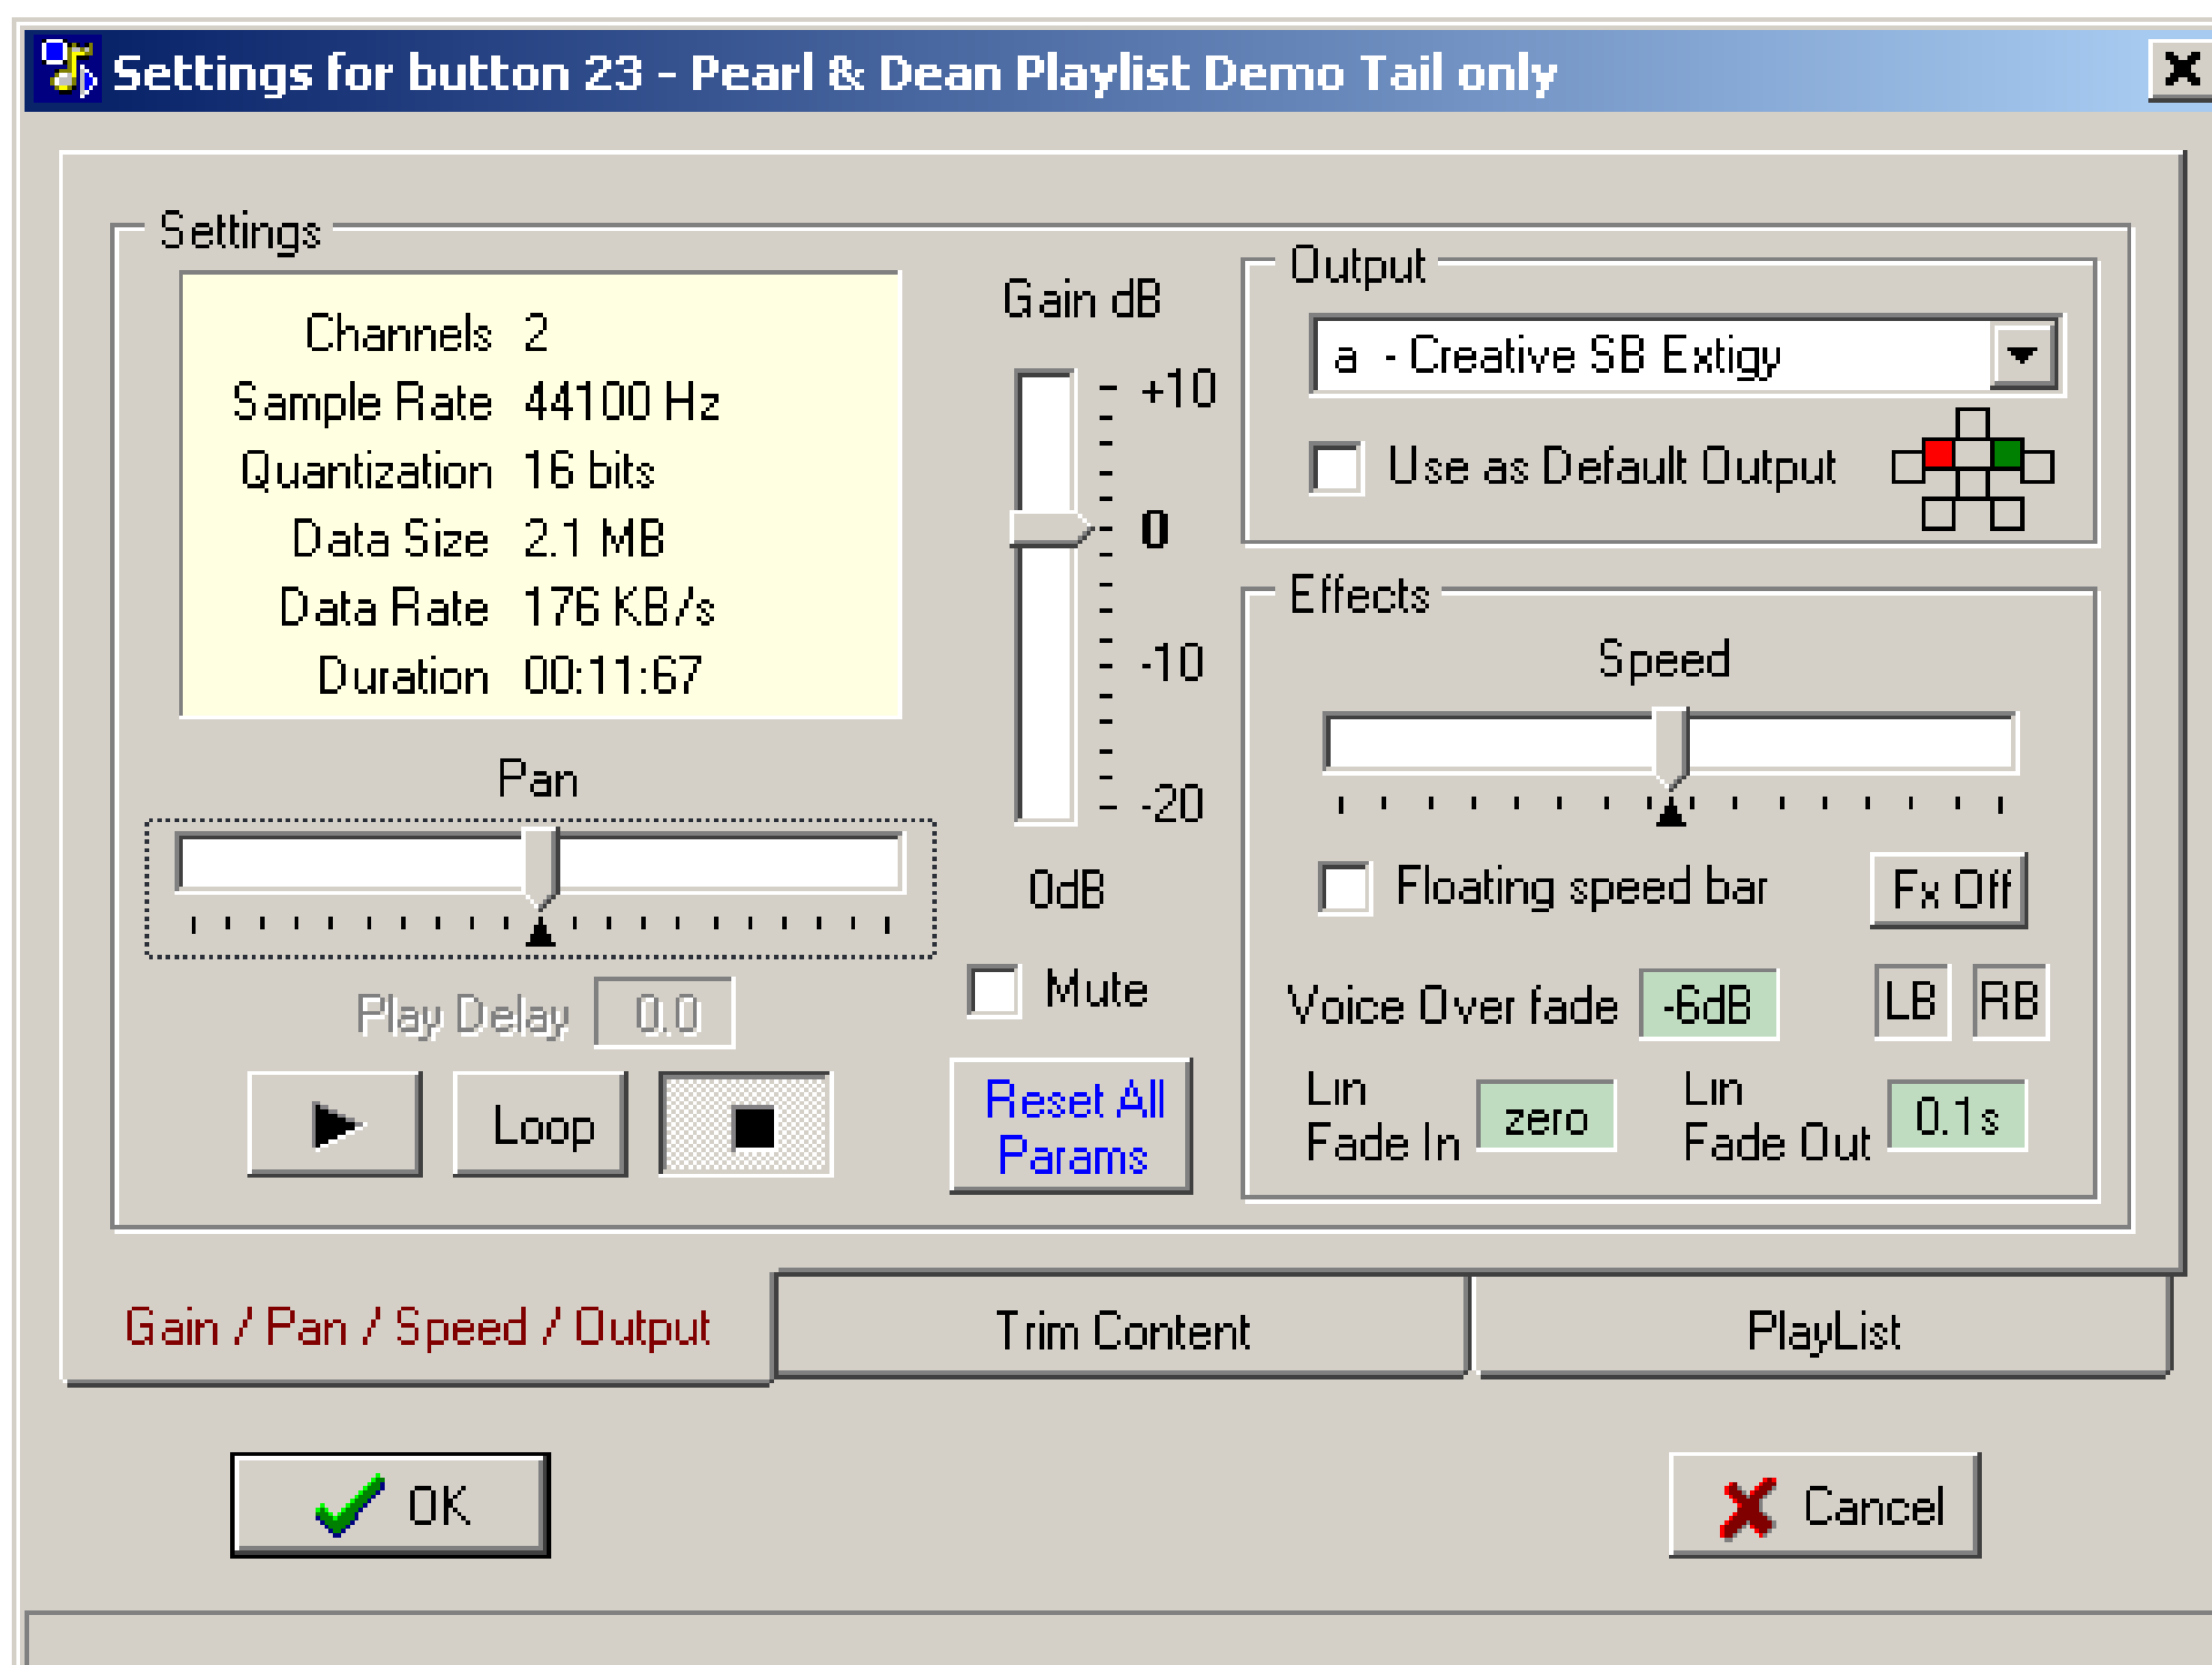 Settings for button 23 - Pearl & Dean Playlist Demo Tail only
Settings
Channels 2
Sample Rate 44100 Hz
Quantization 16 bits
Data Size 2.1 MB
Data Rate 176 KB/s
Duration 00:11:67
Pan
Play Delay 0.0
Loop
Gain dB
+10
0
-10
-20
0dB
Mute
Reset All
Params
Output
a - Creative SB Extigy
Use as Default Output
Effects
Speed
Floating speed bar
Fx Off
Voice Over fade -6dB LB RB
Lin
Fade In zero
Lin
Fade Out 0.1s
Gain / Pan / Speed / Output
Trim Content
PlayList
OK
Cancel